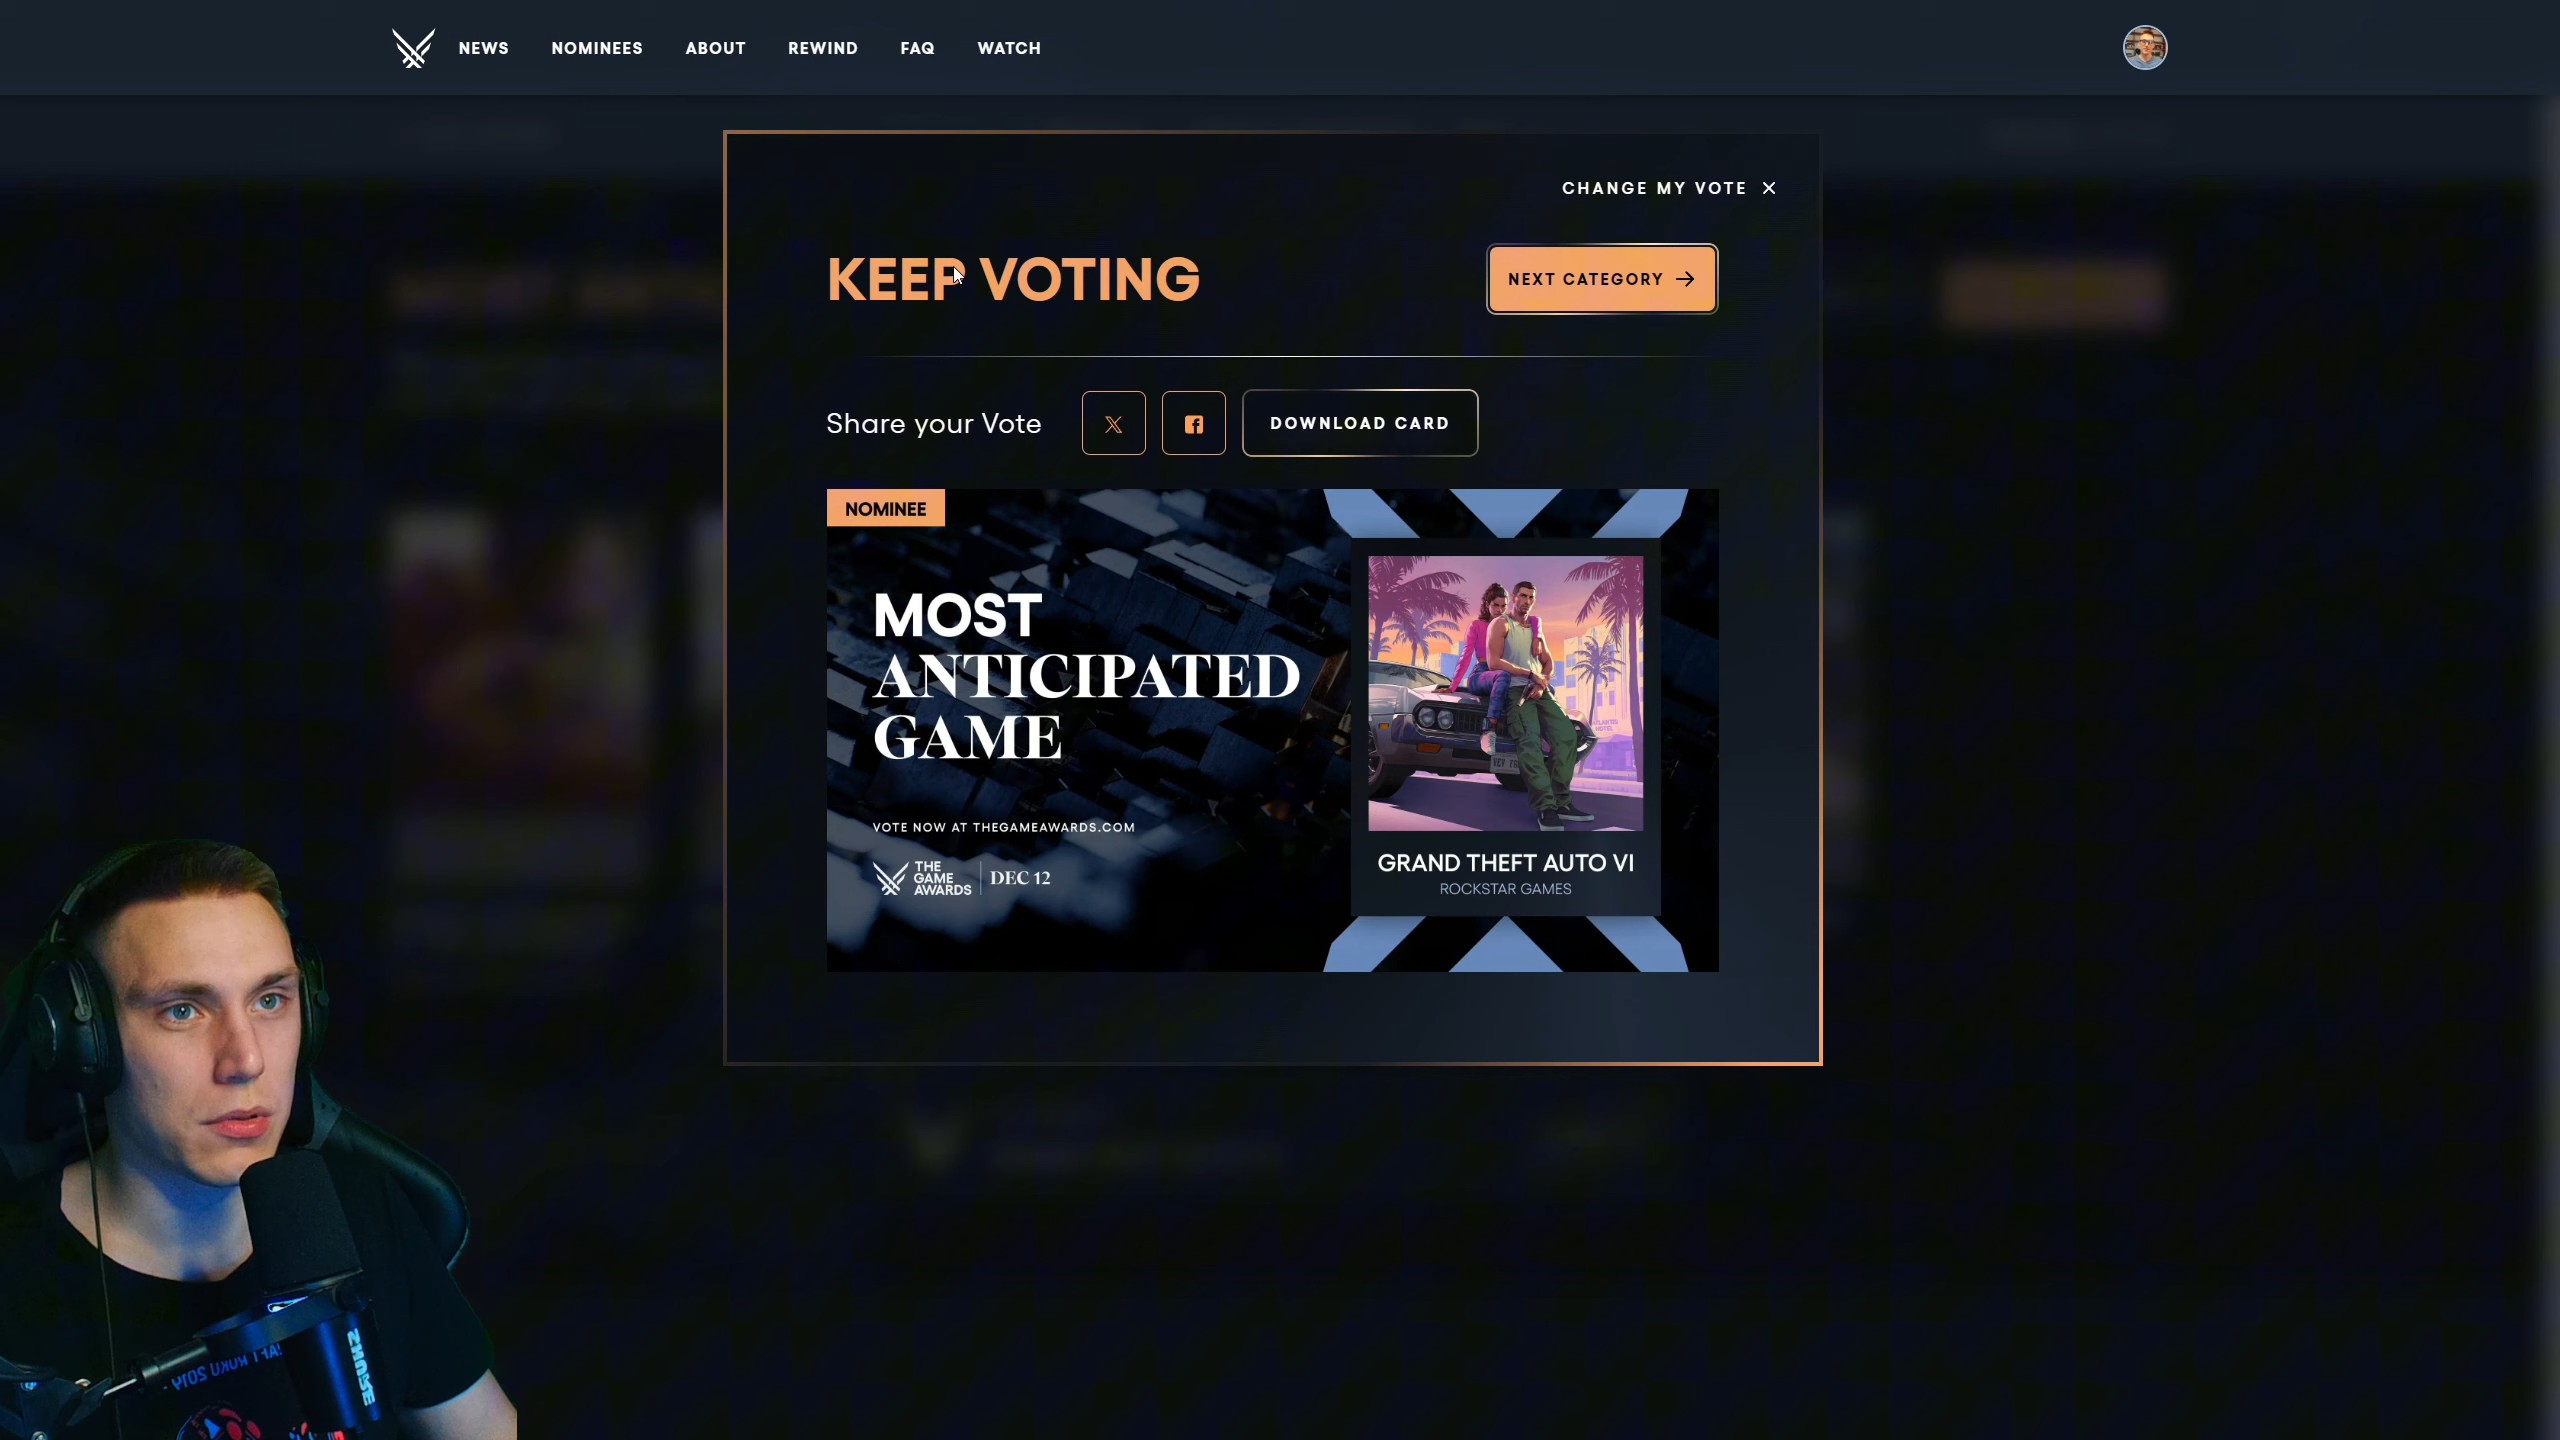 NEWS NOMINEES ABOUT REWIND FAQ WATCH
CHANGE MY VOTE
KEEP VOTING
NEXT CATEGORY
Share your Vote
DOWNLOAD CARD
NOMINEE
MOST
ANTICIPATED
GAME
VOTE NOW AT THEGAMEAWARDS.COM
THE
GAME
AWARDS
DEC 12
GRAND THEFT AUTO VI
ROCKSTAR GAMES